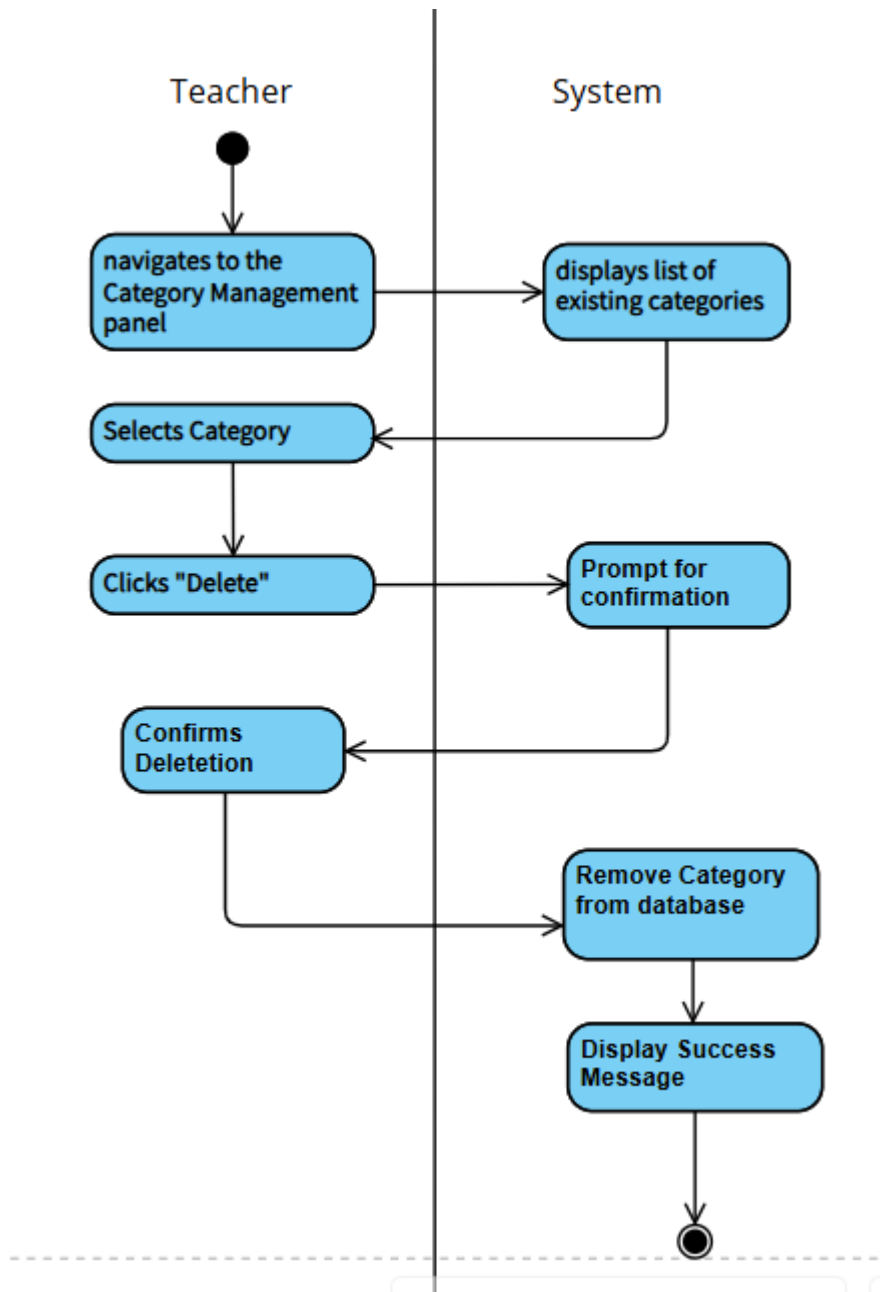 Teacher
System
navigates to the
Category Management
panel
displays list of
existing categories
Selects Category
Clicks "Delete"
Prompt for
confirmation
Confirms
Deletetion
Remove Category
from database
Display Success
Message